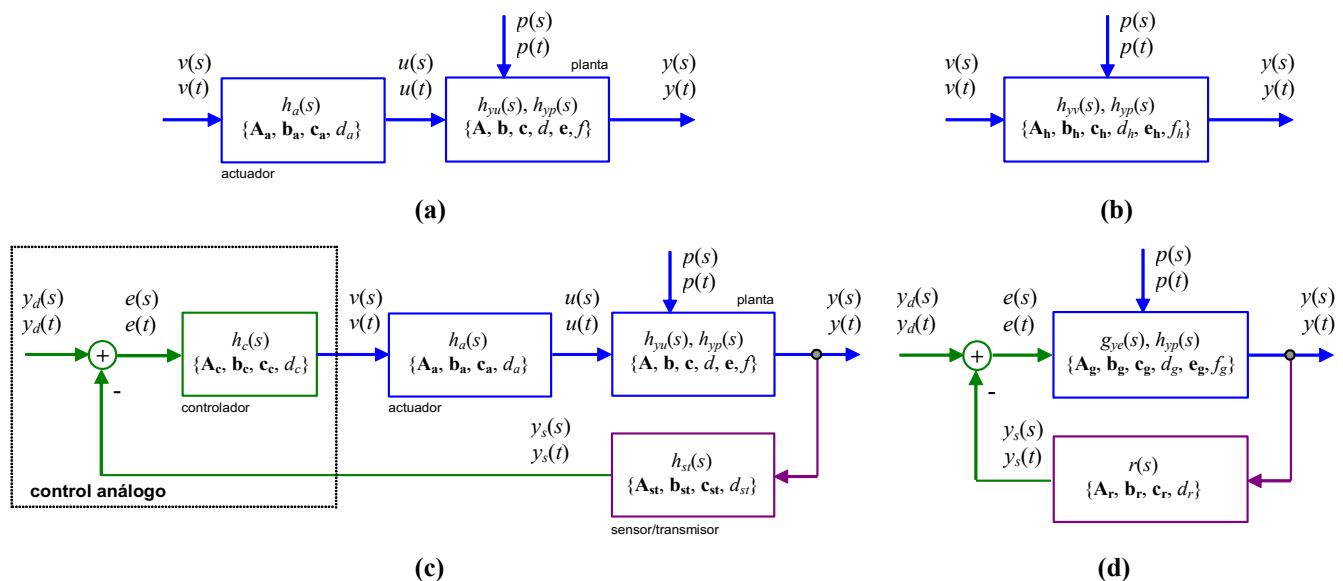 p(s)
p(t)
v(s)
v(t)
u(s)
u(t)
planta
y(s)
y(t)
h_a(s)
{A_a, b_a, c_a, d_a}
h_yu(s), h_yp(s)
{A, b, c, d, e, f}
actuador
(a)
p(s)
p(t)
v(s)
v(t)
y(s)
y(t)
h_yv(s), h_yp(s)
{A_h, b_h, c_h, d_h, e_h, f_h}
(b)
y_d(s)
y_d(t)
e(s)
e(t)
+
-
h_c(s)
{A_c, b_c, c_c, d_c}
controlador
v(s)
v(t)
h_a(s)
{A_a, b_a, c_a, d_a}
actuador
u(s)
u(t)
p(s)
p(t)
planta
h_yu(s), h_yp(s)
{A, b, c, d, e, f}
y(s)
y(t)
y_s(s)
y_s(t)
h_st(s)
{A_st, b_st, c_st, d_st}
sensor/transmisor
control análogo
(c)
y_d(s)
y_d(t)
e(s)
e(t)
+
-
p(s)
p(t)
g_ye(s), h_yp(s)
{A_g, b_g, c_g, d_g, e_g, f_g}
y(s)
y(t)
y_s(s)
y_s(t)
r(s)
{A_r, b_r, c_r, d_r}
(d)